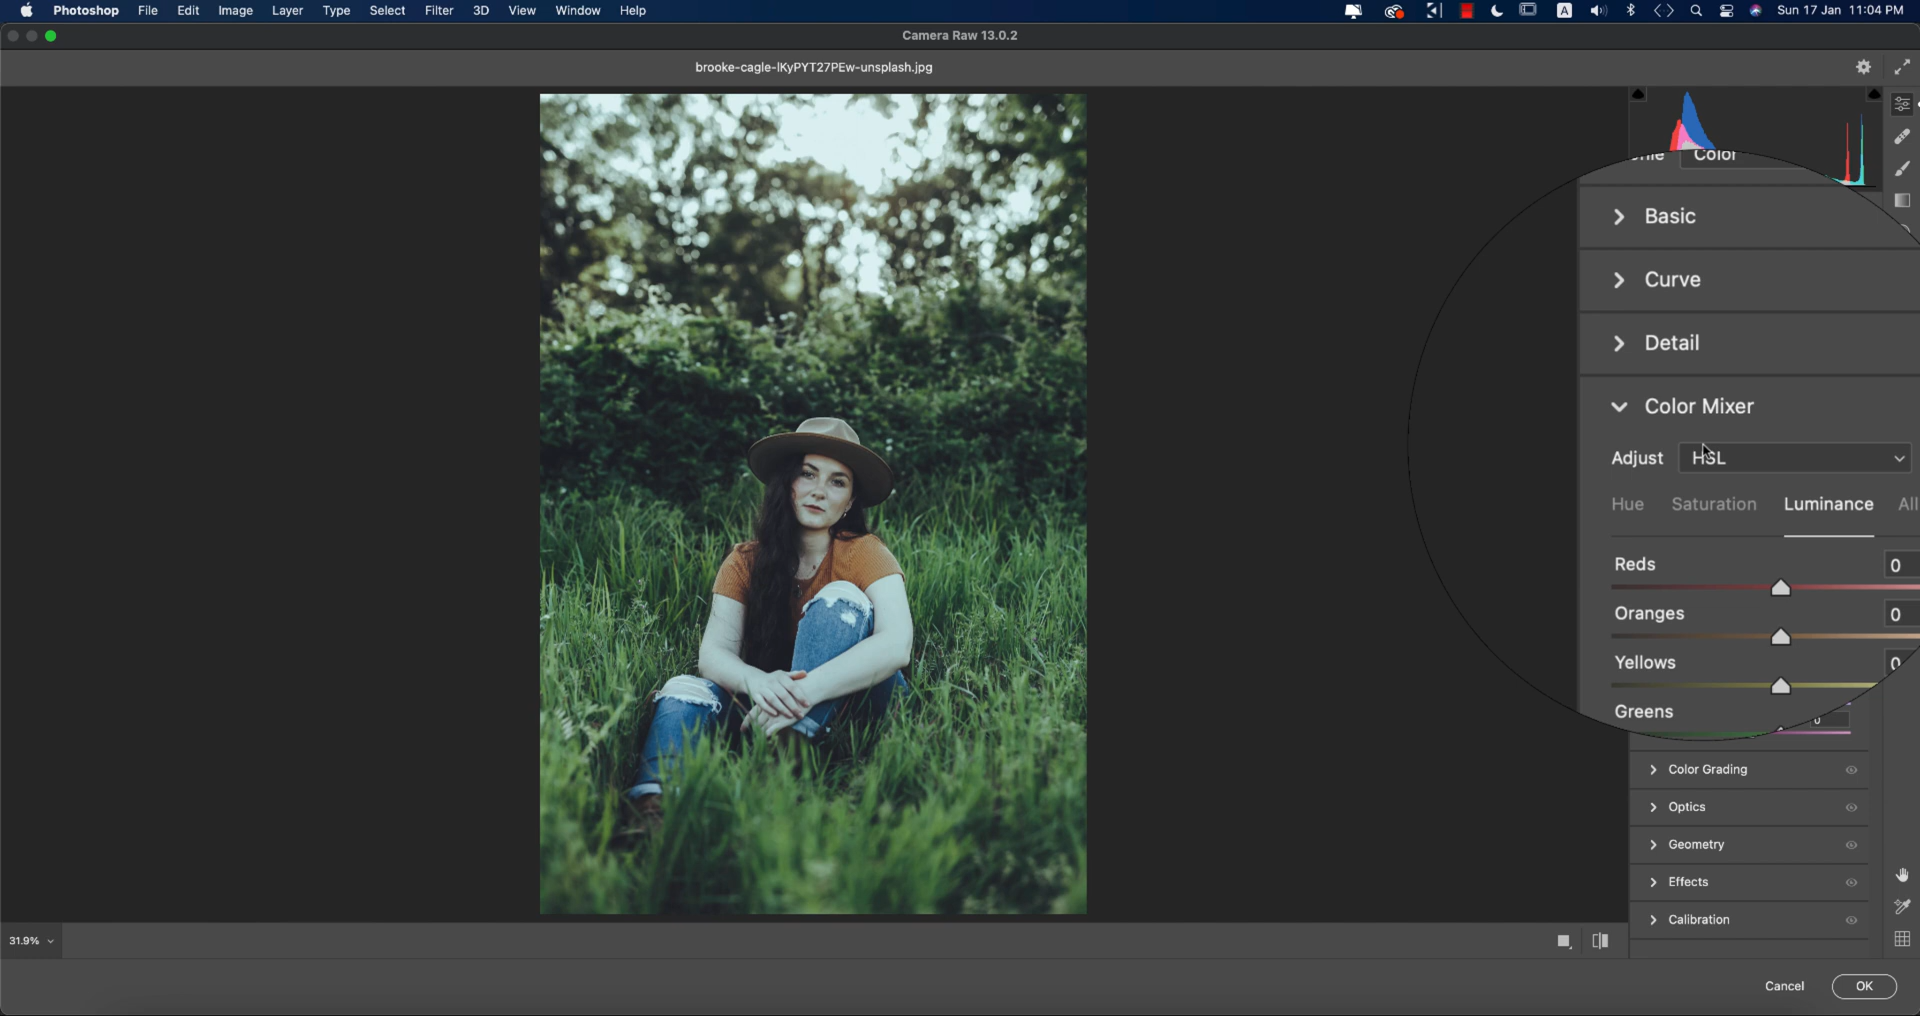 Photoshop File Edit Image Layer Type Select Filter 3D View Window Help A Sun 17 Jan 11:04 PM
Camera Raw 13.0.2
brooke-cagle-lKyPYT27PEw-unsplash.jpg
Color
Basic
Curve
Detail
Color Mixer
Adjust HSL
Hue Saturation Luminance All
Reds 0
Oranges 0
Yellows 0
Greens
0
Color Grading
Optics
Geometry
Effects
Calibration
31.9%
Cancel OK